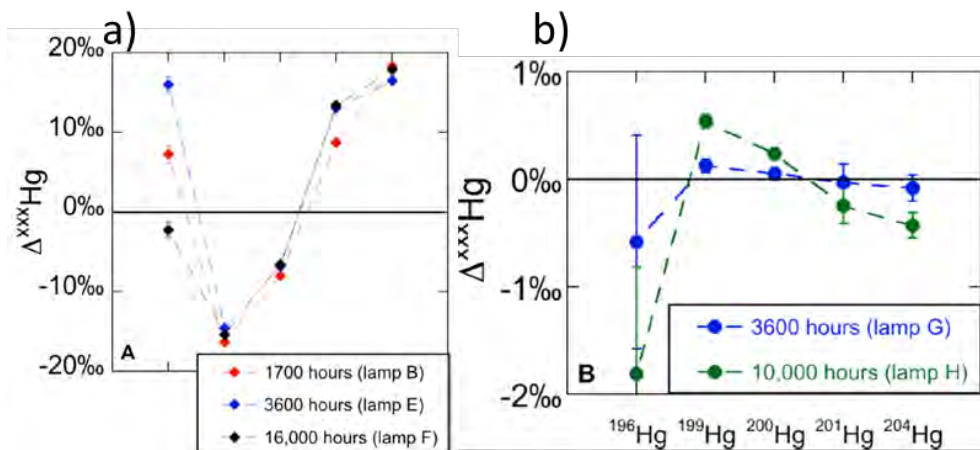 a)
20‰
10‰
0‰
-10‰
-20‰
ΔˣˣˣHg
A
1700 hours (lamp B)
3600 hours (lamp E)
16,000 hours (lamp F)
b)
1‰
0‰
-1‰
-2‰
ΔˣˣˣHg
3600 hours (lamp G)
10,000 hours (lamp H)
B
¹⁹⁶Hg ¹⁹⁹Hg ²⁰⁰Hg ²⁰¹Hg ²⁰⁴Hg